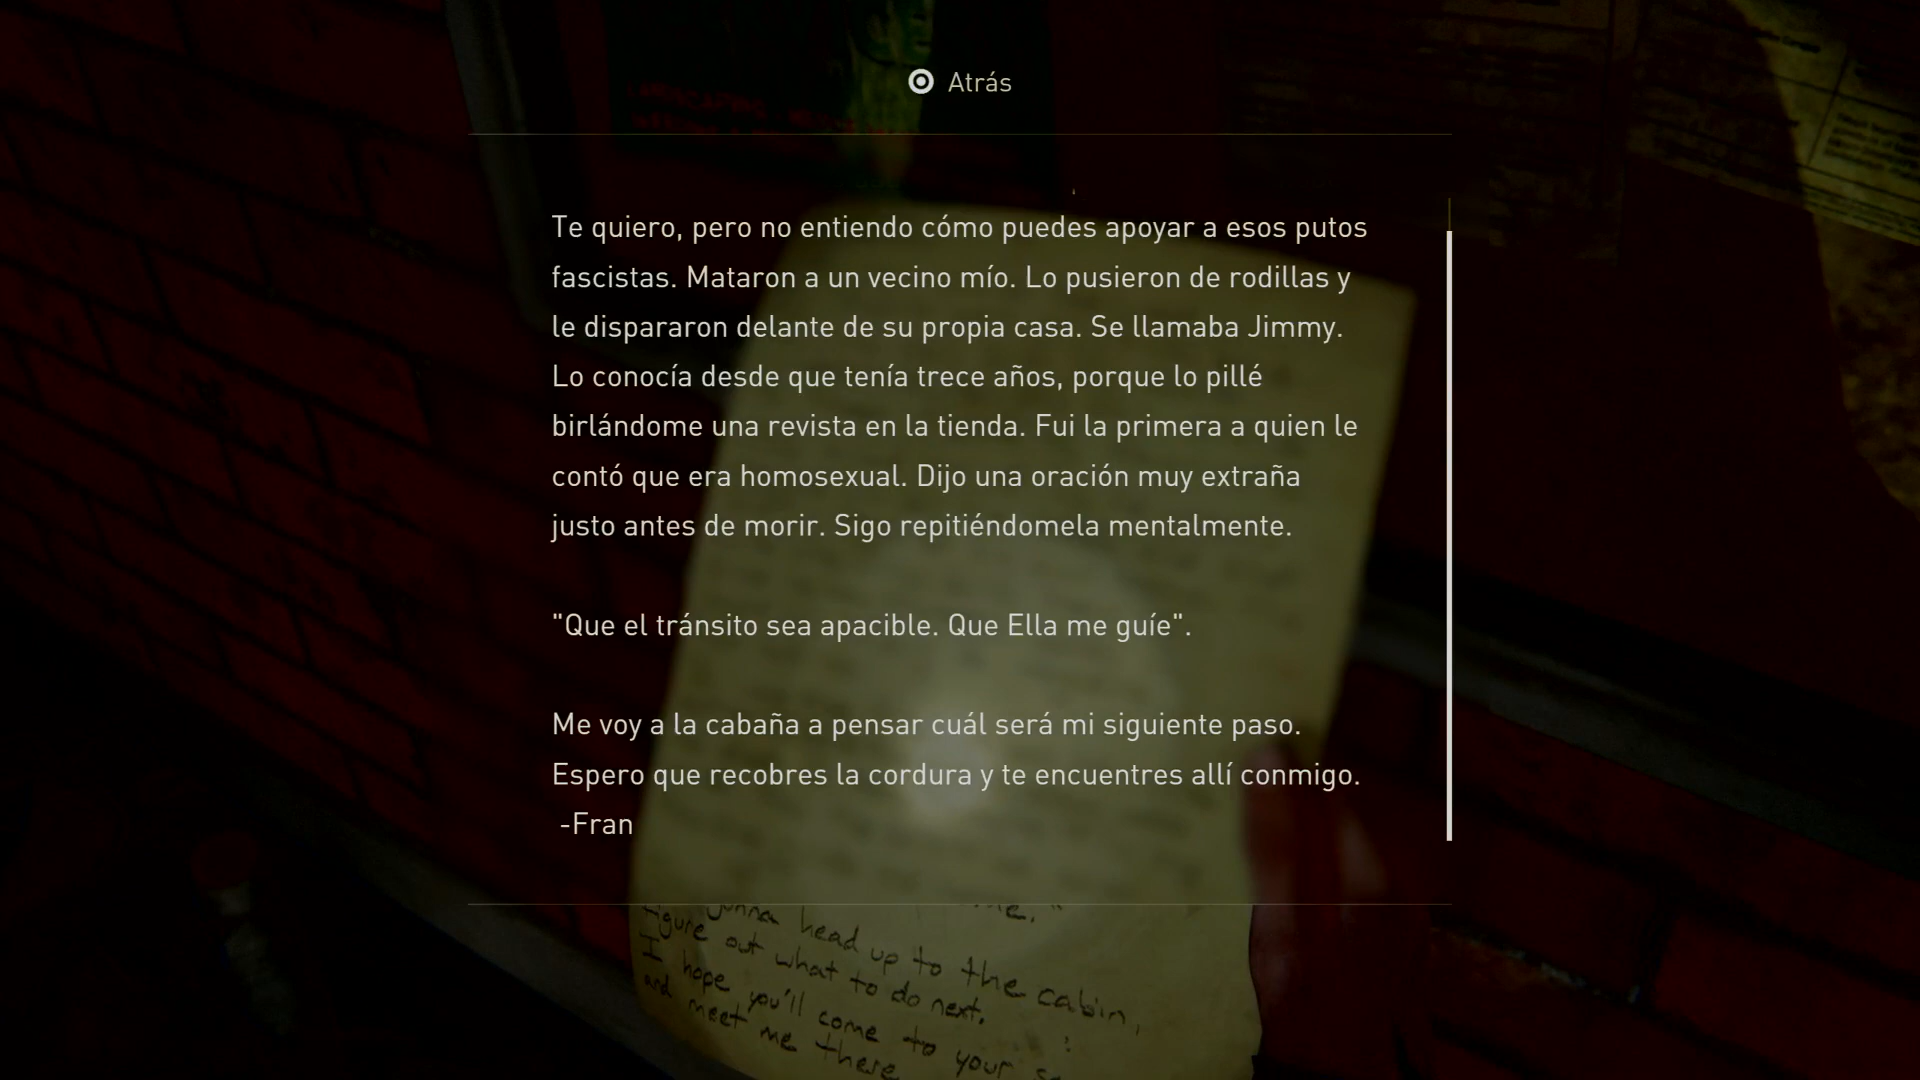 Atrás
Te quiero, pero no entiendo cómo puedes apoyar a esos putos
fascistas. Mataron a un vecino mío. Lo pusieron de rodillas y
le dispararon delante de su propia casa. Se llamaba Jimmy.
Lo conocía desde que tenía trece años, porque lo pillé
birlándome una revista en la tienda. Fui la primera a quien le
contó que era homosexual. Dijo una oración muy extraña
justo antes de morir. Sigo repitiéndomela mentalmente.
"Que el tránsito sea apacible. Que Ella me guíe".
Me voy a la cabaña a pensar cuál será mi siguiente paso.
Espero que recobres la cordura y te encuentres allí conmigo.
-Fran
gonna head up to the cabin,
figure out what to do next.
I hope you'll come to your
and meet me there